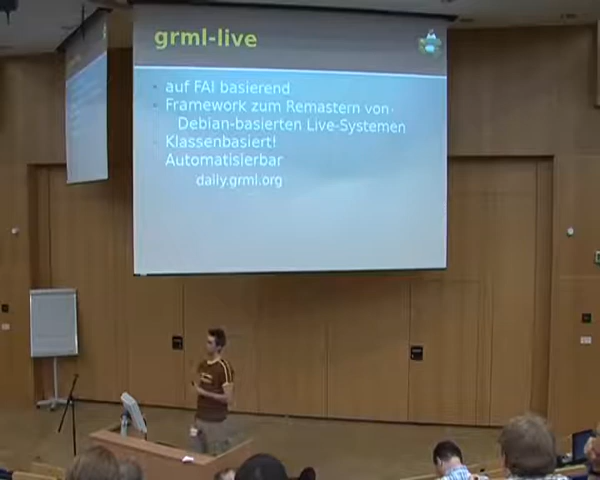 grml-live
auf FAI basierend
Framework zum Remastern von
Debian-basierten Live-Systemen
Klassenbasiert!
Automatisierbar
daily.grml.org